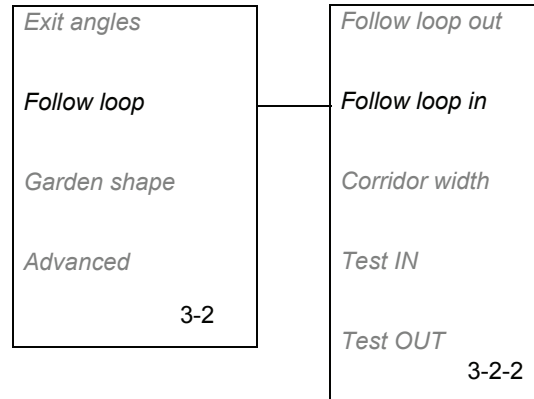 Exit angles
Follow loop
Garden shape
Advanced
3-2
Follow loop out
Follow loop in
Corridor width
Test IN
Test OUT
3-2-2